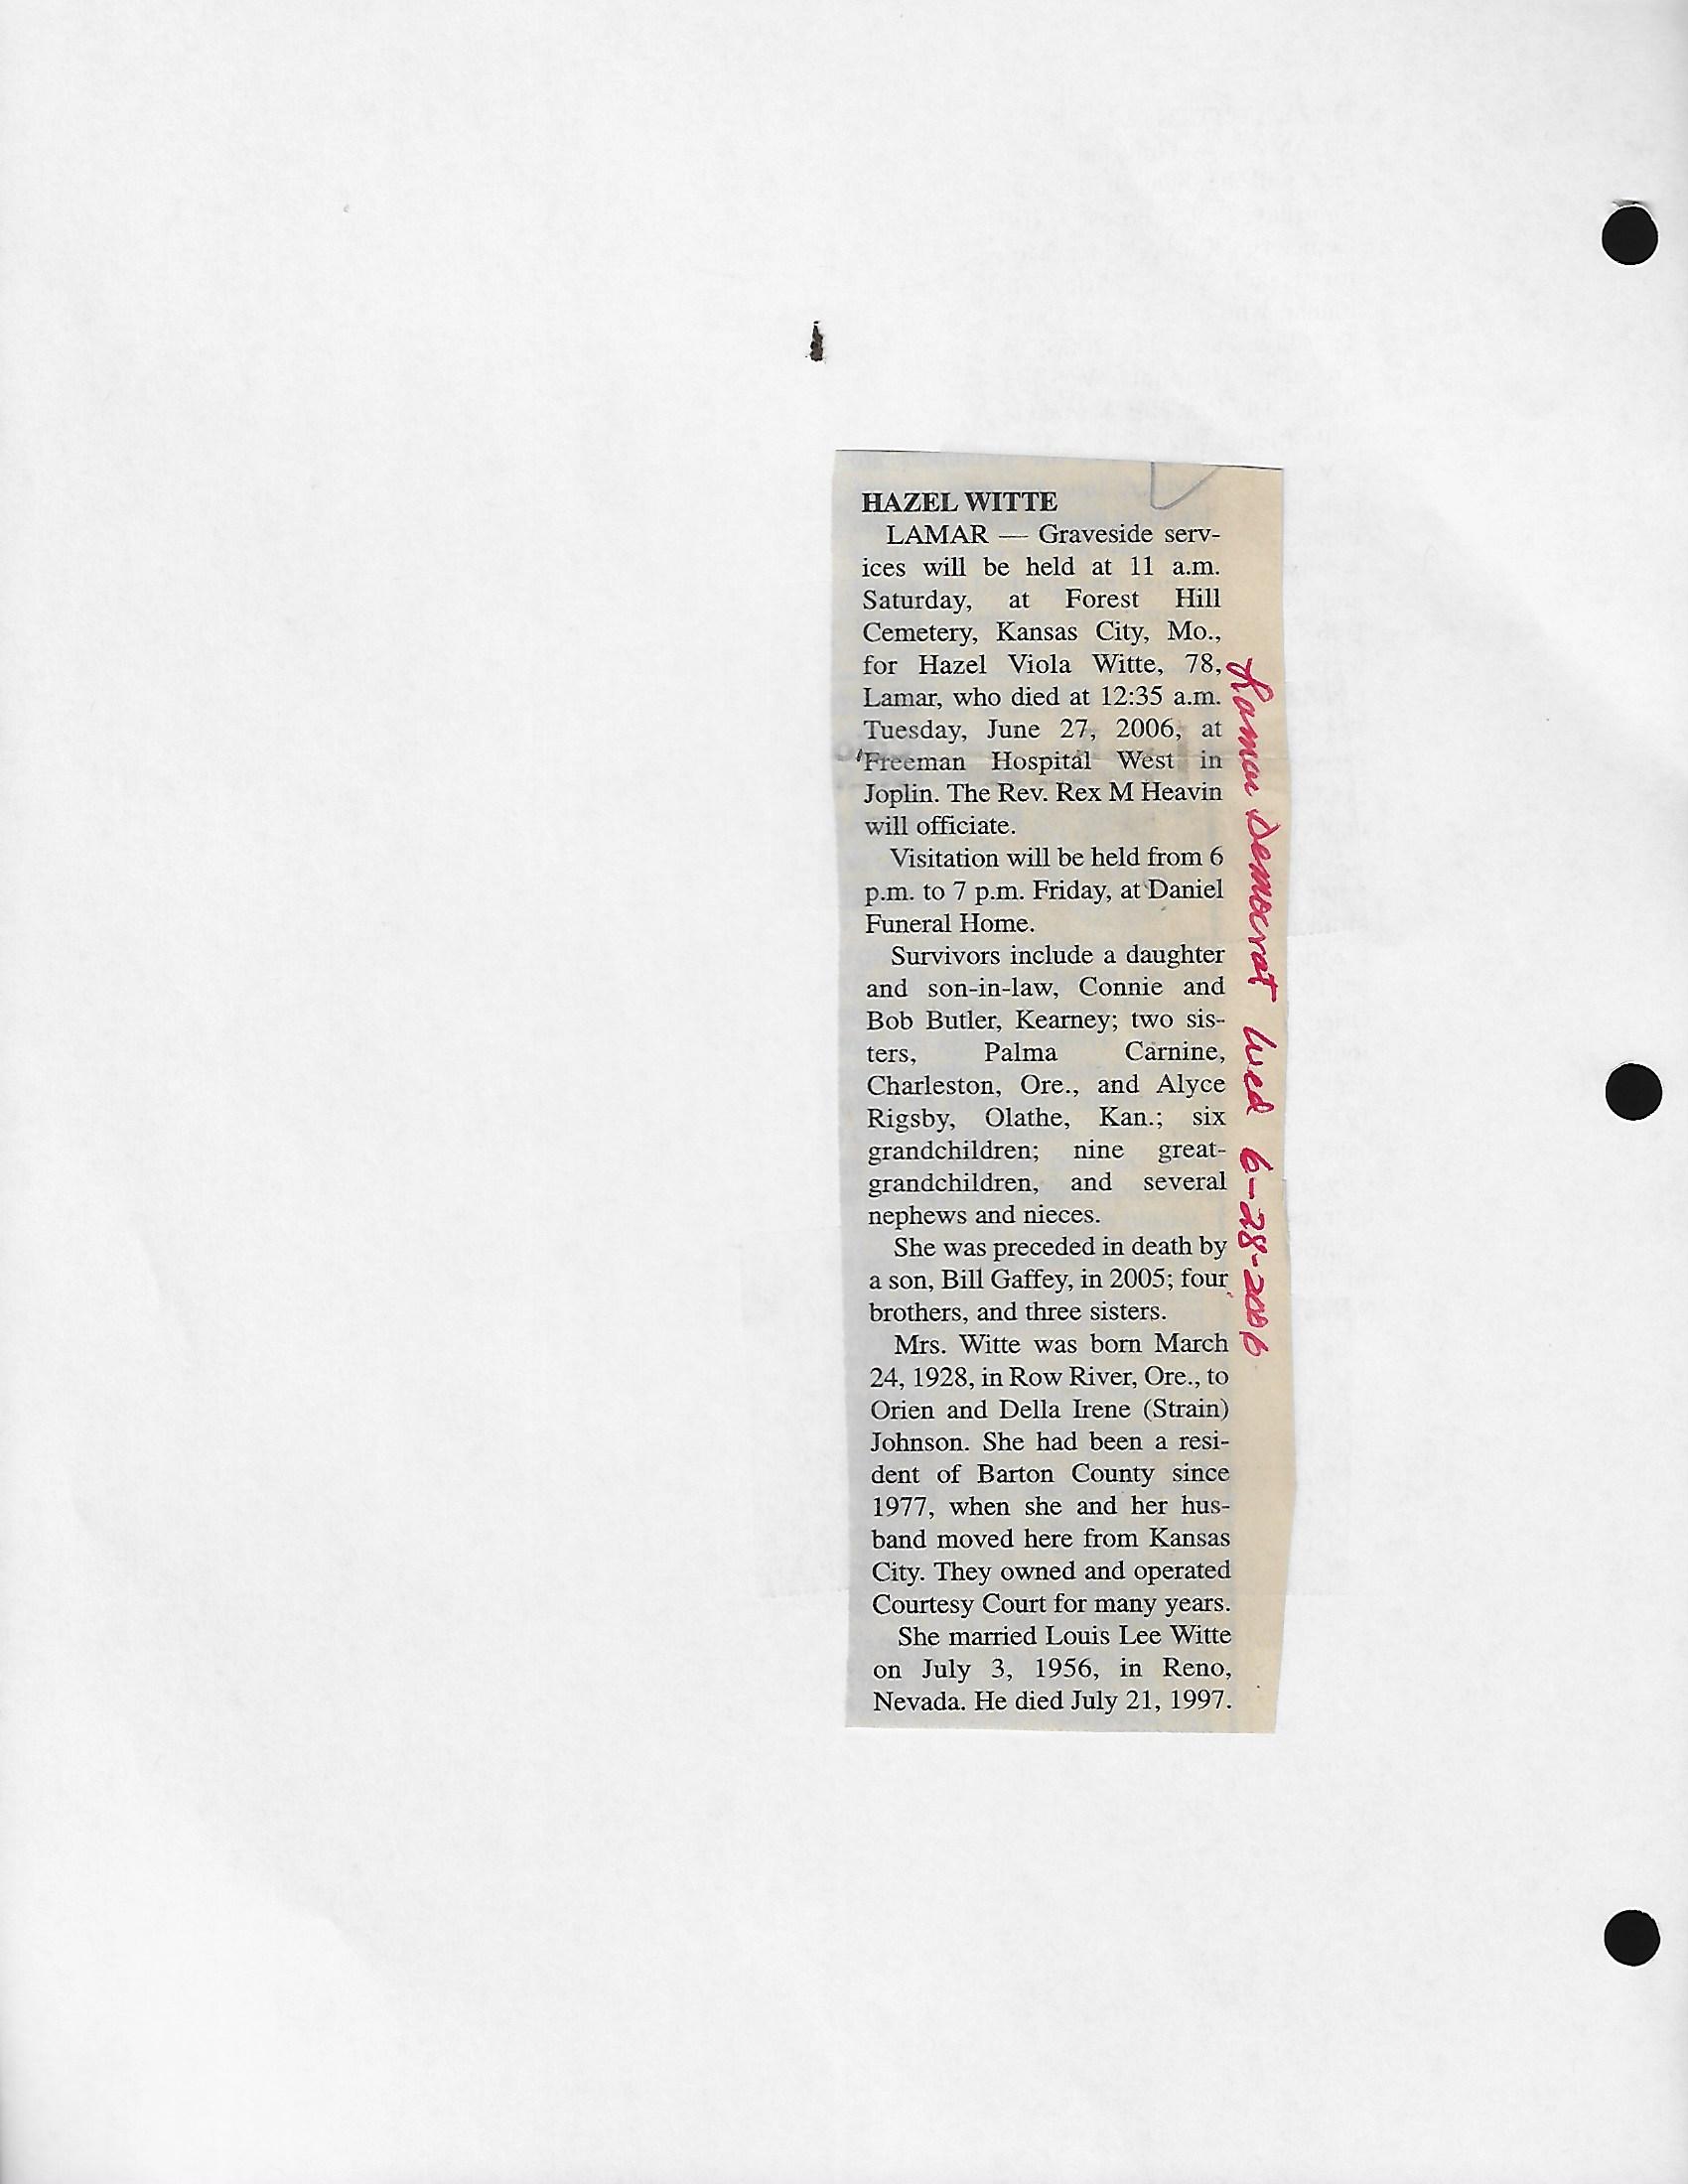 HAZEL WITTE
LAMAR — Graveside serv-
ices will be held at 11 a.m.
Saturday, at Forest Hill
Cemetery, Kansas City, Mo.,
for Hazel Viola Witte, 78,
Lamar, who died at 12:35 a.m.
Tuesday, June 27, 2006, at
Freeman Hospital West in
Joplin. The Rev. Rex M Heavin
will officiate.
Visitation will be held from 6
p.m. to 7 p.m. Friday, at Daniel
Funeral Home.
Survivors include a daughter
and son-in-law, Connie and
Bob Butler, Kearney; two sis-
ters, Palma Carnine,
Charleston, Ore., and Alyce
Rigsby, Olathe, Kan.; six
grandchildren; nine great-
grandchildren, and several
nephews and nieces.
She was preceded in death by
a son, Bill Gaffey, in 2005; four
brothers, and three sisters.
Mrs. Witte was born March
24, 1928, in Row River, Ore., to
Orien and Della Irene (Strain)
Johnson. She had been a resi-
dent of Barton County since
1977, when she and her hus-
band moved here from Kansas
City. They owned and operated
Courtesy Court for many years.
She married Louis Lee Witte
on July 3, 1956, in Reno,
Nevada. He died July 21, 1997.
Lamar Democrat Wed 6-28-2006